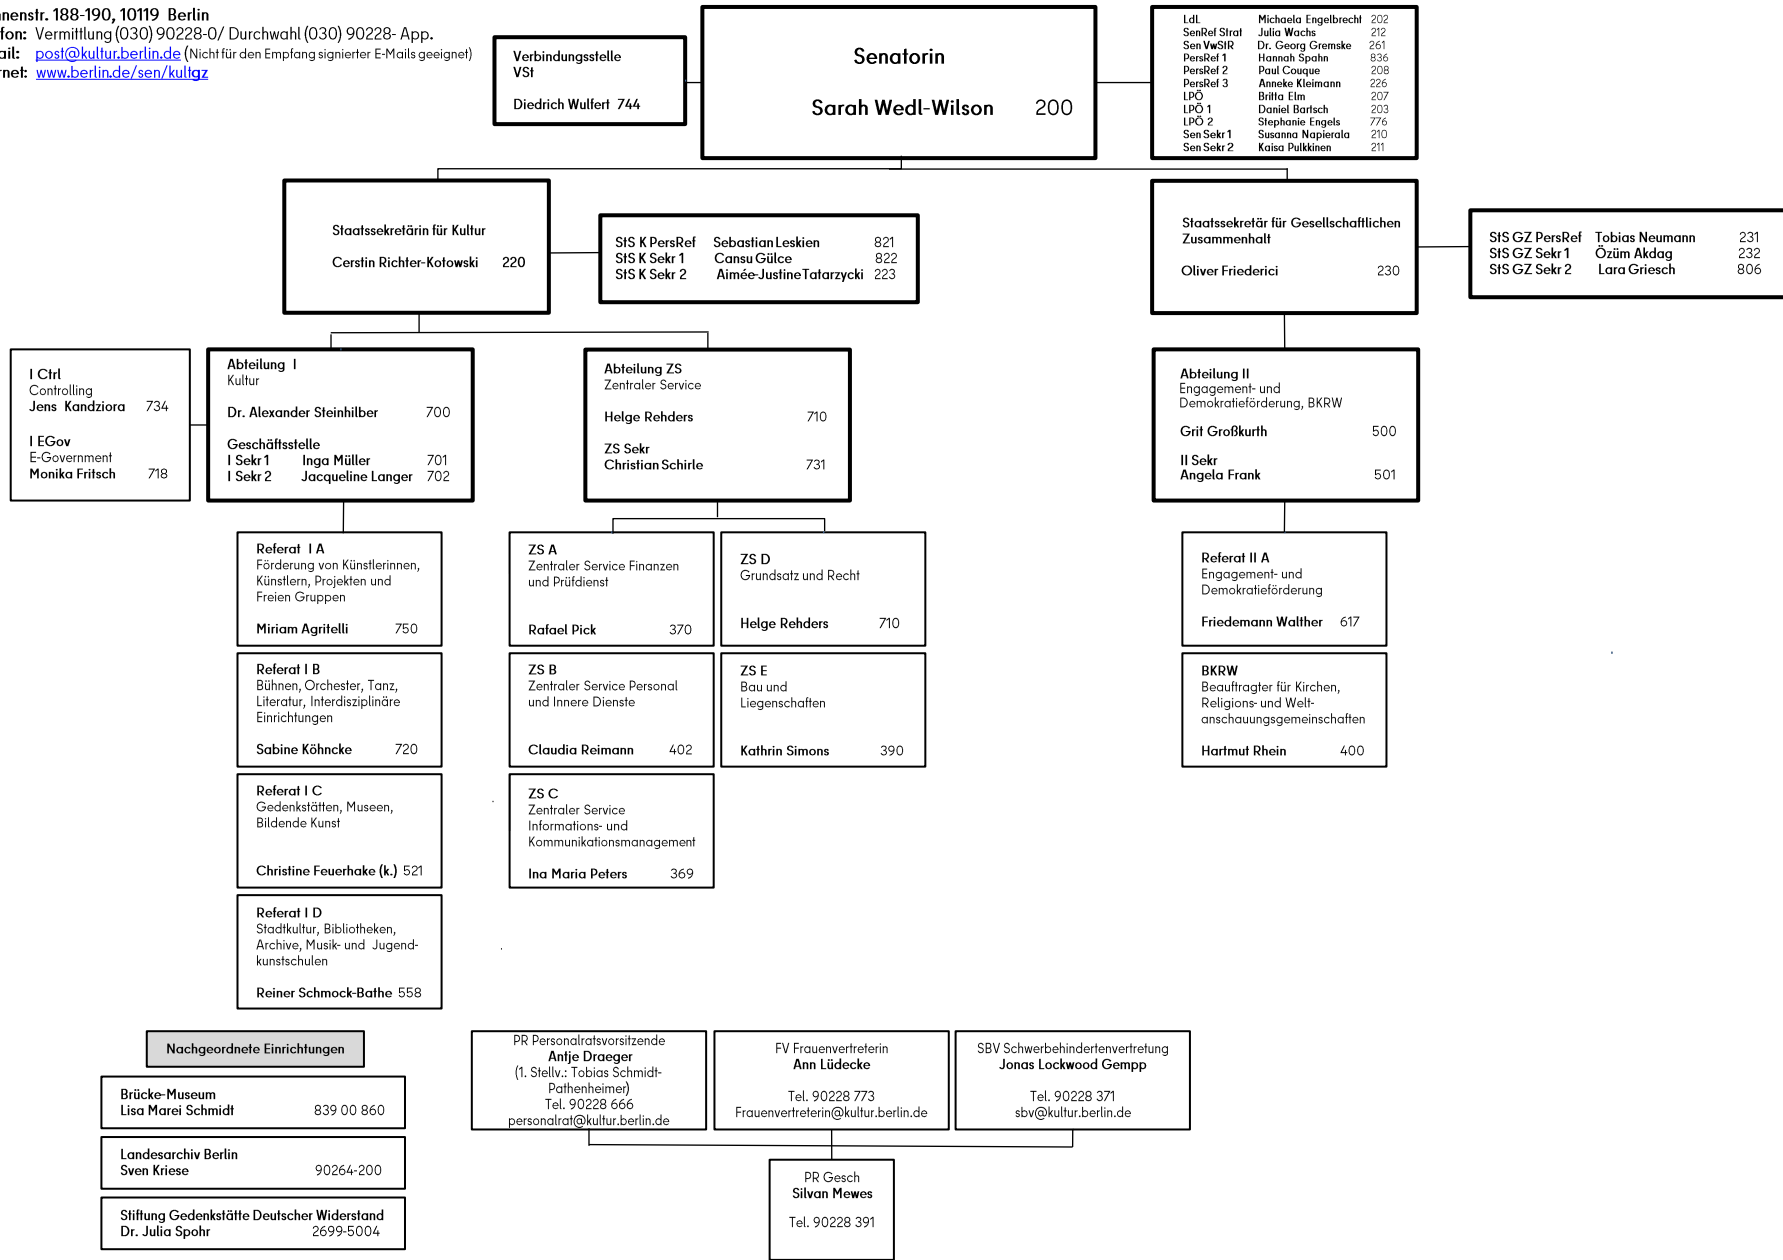 nnenstr. 188-190, 10119 Berlin
fon: Vermittlung (030) 90228-0/ Durchwahl (030) 90228- App.
ail: post@kultur.berlin.de (Nicht für den Empfang signierter E-Mails geeignet)
rnet: www.berlin.de/sen/kultgz
Verbindungsstelle
VSt
Diedrich Wulfert 744
Senatorin
Sarah Wedl-Wilson 200
LdL Michaela Engelbrecht 202
SenRef Strat Julia Wachs 212
Sen VwStR Dr. Georg Gremske 261
PersRef 1 Hannah Spahn 836
PersRef 2 Paul Couque 208
PersRef 3 Anneke Kleimann 226
LPÖ Britta Elm 207
LPÖ 1 Daniel Bartsch 203
LPÖ 2 Stephanie Engels 776
Sen Sekr 1 Susanna Napierala 210
Sen Sekr 2 Kaisa Pulkkinen 211
Staatssekretärin für Kultur
Cerstin Richter-Kotowski 220
StS K PersRef Sebastian Leskien 821
StS K Sekr 1 Cansu Gülce 822
StS K Sekr 2 Aimée-Justine Tatarzycki 223
Staatssekretär für Gesellschaftlichen
Zusammenhalt
Oliver Friederici 230
StS GZ PersRef Tobias Neumann 231
StS GZ Sekr 1 Özüm Akdag 232
StS GZ Sekr 2 Lara Griesch 806
I Ctrl
Controlling
Jens Kandziora 734
I EGov
E-Government
Monika Fritsch 718
Abteilung I
Kultur
Dr. Alexander Steinhilber 700
Geschäftsstelle
I Sekr 1 Inga Müller 701
I Sekr 2 Jacqueline Langer 702
Abteilung ZS
Zentraler Service
Helge Rehders 710
ZS Sekr
Christian Schirle 731
Abteilung II
Engagement- und
Demokratieförderung, BKRW
Grit Großkurth 500
II Sekr
Angela Frank 501
Referat I A
Förderung von Künstlerinnen,
Künstlern, Projekten und
Freien Gruppen
Miriam Agritelli 750
Referat I B
Bühnen, Orchester, Tanz,
Literatur, Interdisziplinäre
Einrichtungen
Sabine Köhncke 720
Referat I C
Gedenkstätten, Museen,
Bildende Kunst
Christine Feuerhake (k.) 521
Referat I D
Stadtkultur, Bibliotheken,
Archive, Musik- und Jugend-
kunstschulen
Reiner Schmock-Bathe 558
ZS A
Zentraler Service Finanzen
und Prüfdienst
Rafael Pick 370
ZS B
Zentraler Service Personal
und Innere Dienste
Claudia Reimann 402
ZS C
Zentraler Service
Informations- und
Kommunikationsmanagement
Ina Maria Peters 369
ZS D
Grundsatz und Recht
Helge Rehders 710
ZS E
Bau und
Liegenschaften
Kathrin Simons 390
Referat II A
Engagement- und
Demokratieförderung
Friedemann Walther 617
BKRW
Beauftragter für Kirchen,
Religions- und Welt-
anschauungsgemeinschaften
Hartmut Rhein 400
Nachgeordnete Einrichtungen
Brücke-Museum
Lisa Marei Schmidt 839 00 860
Landesarchiv Berlin
Sven Kriese 90264-200
Stiftung Gedenkstätte Deutscher Widerstand
Dr. Julia Spohr 2699-5004
PR Personalratsvorsitzende
Antje Draeger
(1. Stellv.: Tobias Schmidt-
Pathenheimer)
Tel. 90228 666
personalrat@kultur.berlin.de
FV Frauenvertreterin
Ann Lüdecke
Tel. 90228 773
Frauenvertreterin@kultur.berlin.de
SBV Schwerbehindertenvertretung
Jonas Lockwood Gempp
Tel. 90228 371
sbv@kultur.berlin.de
PR Gesch
Silvan Mewes
Tel. 90228 391